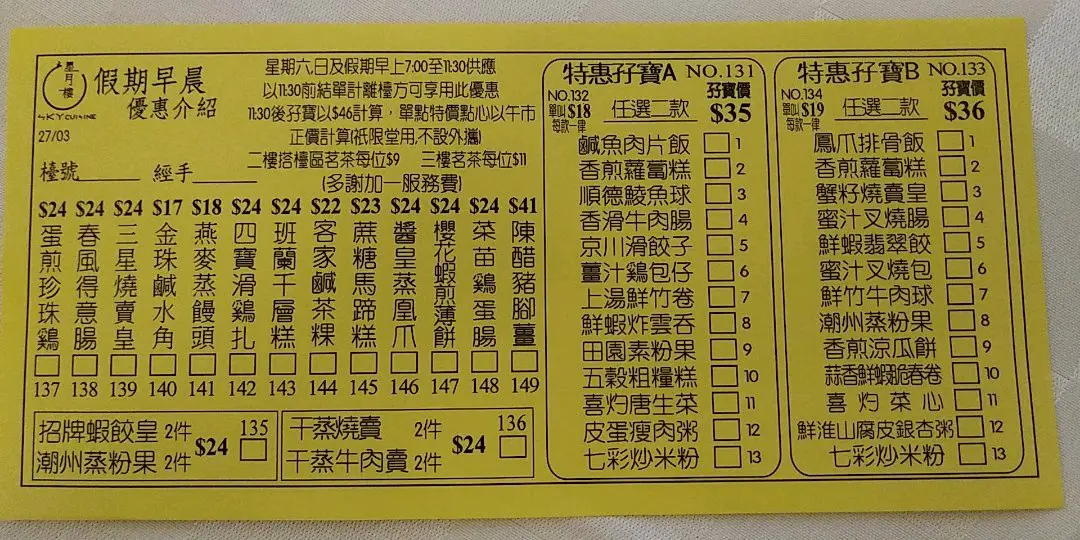 星月樓
SKY CUISINE
27/03
假期早晨
優惠介紹
星期六,日及假期早上7:00至11:30供應
以11:30前結單計離檯方可享用此優惠
11:30後孖寶以$46計算,單點特價點心以午市
正價計算(祇限堂用,不設外攜)
二樓搭檯區茗茶每位$9 三樓茗茶每位$11
(多謝加一服務費)
檯號 經手
$24 蛋煎珍珠鷄 137
$24 春風得意腸 138
$24 三星燒賣皇 139
$17 金珠鹹水角 140
$18 燕麥蒸饅頭 141
$24 四寶滑鷄扎 142
$24 班蘭千層糕 143
$22 客家鹹茶粿 144
$23 蔗糖馬蹄糕 145
$24 醬皇蒸凰爪 146
$24 櫻花蝦煎薄餅 147
$24 菜苗鷄蛋腸 148
$41 陳醋豬腳薑 149
招牌蝦餃皇 2件
潮州蒸粉果 2件
$24
135
干蒸燒賣 2件
干蒸牛肉賣 2件
$24
136
特惠孖寶A NO.131
NO.132
單叫$18
每款一律
任選二款
孖寶價
$35
鹹魚肉片飯 1
香煎蘿蔔糕 2
順德鯪魚球 3
香滑牛肉腸 4
京川滑餃子 5
薑汁鷄包仔 6
上湯鮮竹卷 7
鮮蝦炸雲吞 8
田園素粉果 9
五穀粗糧糕 10
喜灼唐生菜 11
皮蛋瘦肉粥 12
七彩炒米粉 13
特惠孖寶B NO.133
NO.134
單叫$19
每款一律
任選二款
孖寶價
$36
鳳爪排骨飯 1
香煎蘿蔔糕 2
蟹籽燒賣皇 3
蜜汁叉燒腸 4
鮮蝦翡翠餃 5
蜜汁叉燒包 6
鮮竹牛肉球 7
潮州蒸粉果 8
香煎涼瓜餅 9
蒜香鮮蝦脆春卷 10
喜灼菜心 11
鮮淮山腐皮銀杏粥 12
七彩炒米粉 13